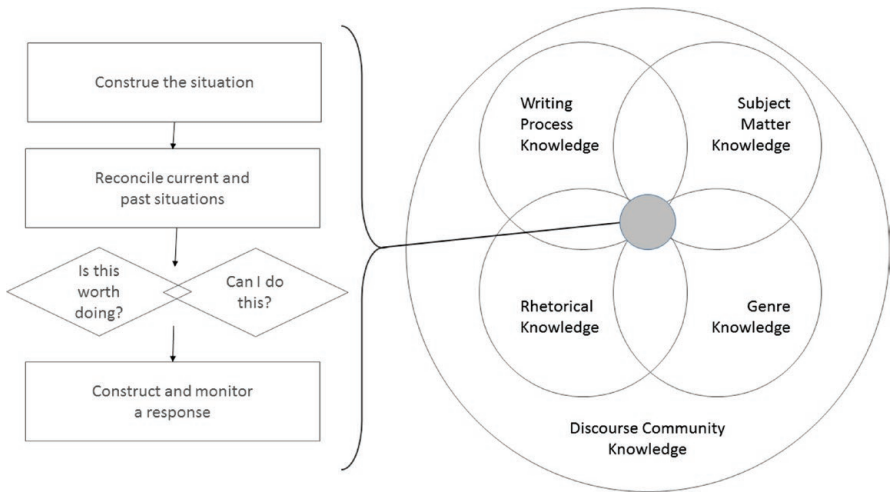 Construe the situation
Reconcile current and
past situations
Is this
worth
doing?
Can I do
this?
Construct and monitor
a response
Writing
Process
Knowledge
Subject
Matter
Knowledge
Rhetorical
Knowledge
Genre
Knowledge
Discourse Community
Knowledge